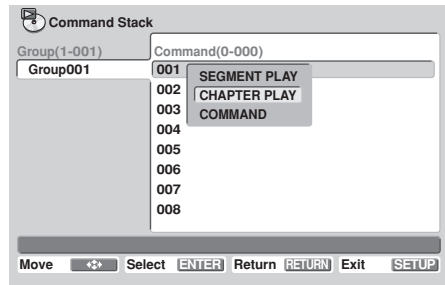 Command Stack
Group(1-001) Command(0-000)
Group001 001 SEGMENT PLAY
002 CHAPTER PLAY
003 COMMAND
004
005
006
007
008
Move Select ENTER Return RETURN Exit SETUP